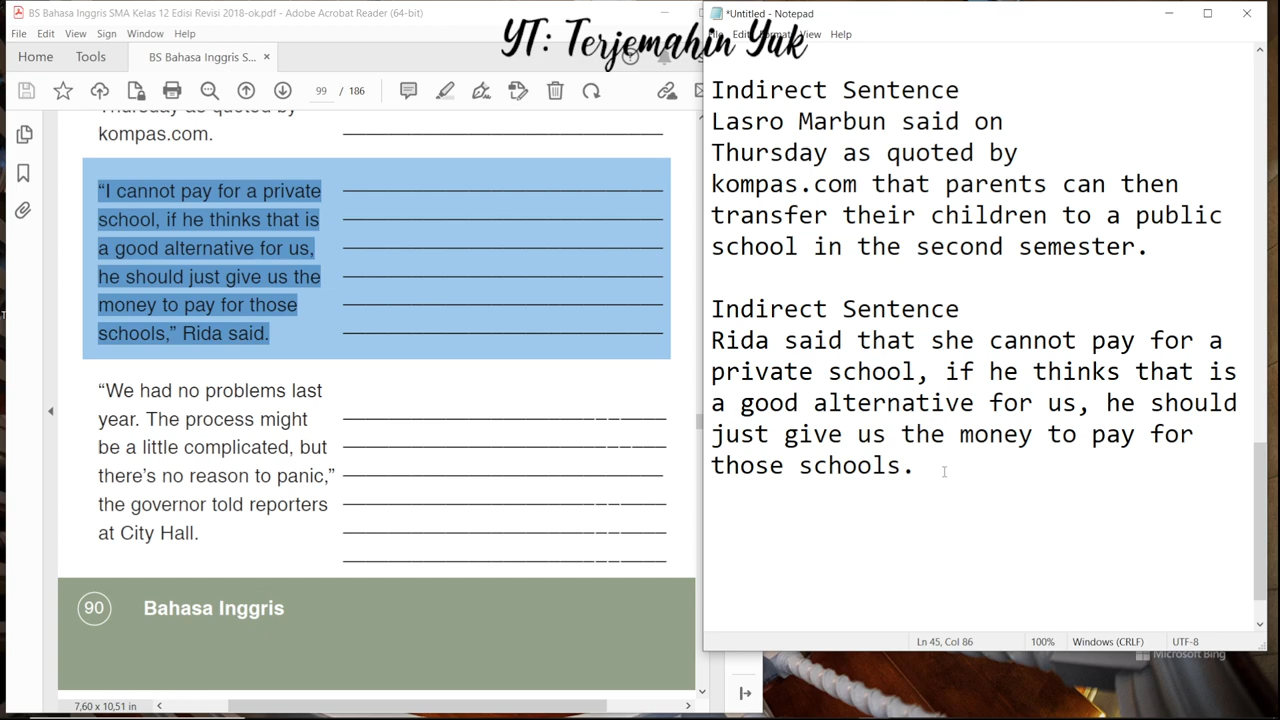 BS Bahasa Inggris SMA Kelas 12 Edisi Revisi 2018-ok.pdf - Adobe Acrobat Reader (64-bit)
File Edit View Sign Window Help
Home Tools BS Bahasa Inggris S... ×
99 / 186
kompas.com.
“I cannot pay for a private
school, if he thinks that is
a good alternative for us,
he should just give us the
money to pay for those
schools,” Rida said.
“We had no problems last
year. The process might
be a little complicated, but
there’s no reason to panic,”
the governor told reporters
at City Hall.
90 Bahasa Inggris
7,60 x 10,51 in
YT: Terjemahin Yuk
*Untitled - Notepad
View Help
Indirect Sentence
Lasro Marbun said on
Thursday as quoted by
kompas.com that parents can then
transfer their children to a public
school in the second semester.
Indirect Sentence
Rida said that she cannot pay for a
private school, if he thinks that is
a good alternative for us, he should
just give us the money to pay for
those schools.
Ln 45, Col 86 100% Windows (CRLF) UTF-8
Microsoft Bing